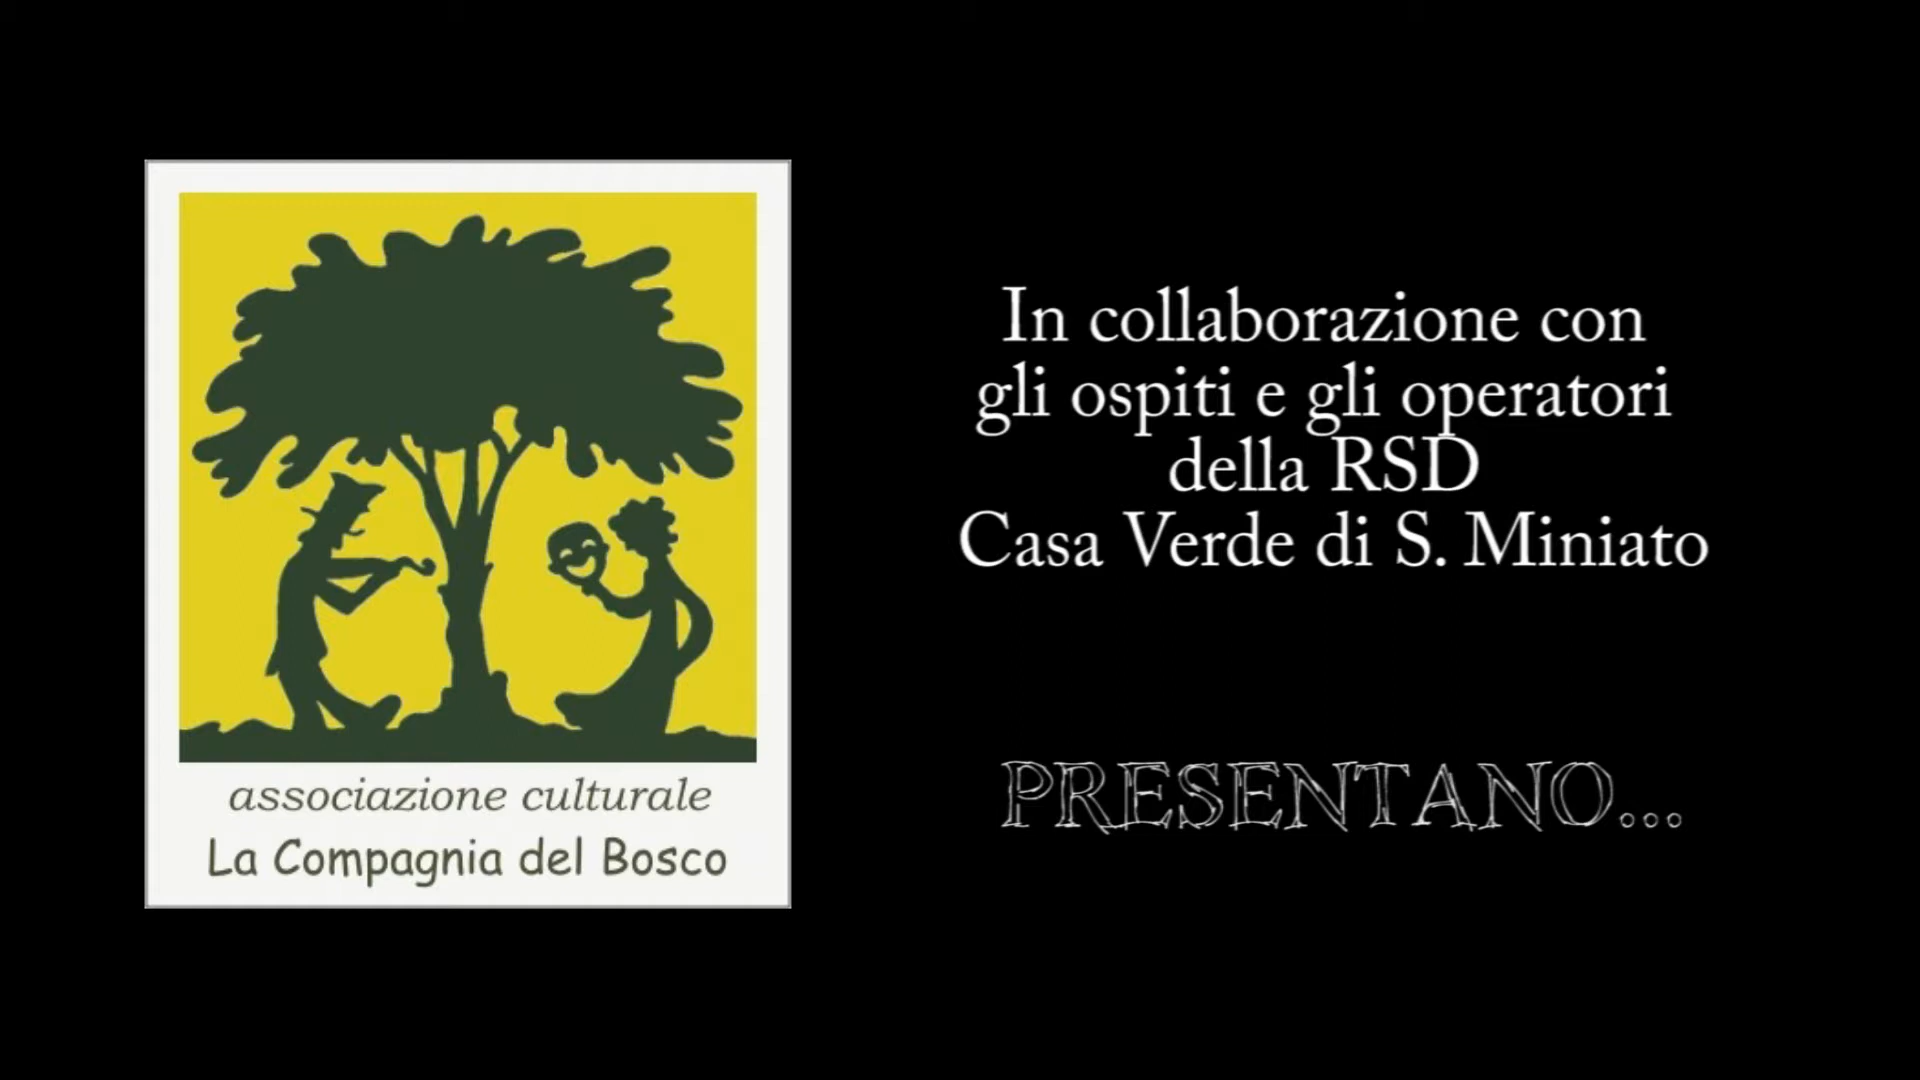 associazione culturale
La Compagnia del Bosco
In collaborazione con
gli ospiti e gli operatori
della RSD
Casa Verde di S. Miniato
PRESENTANO...